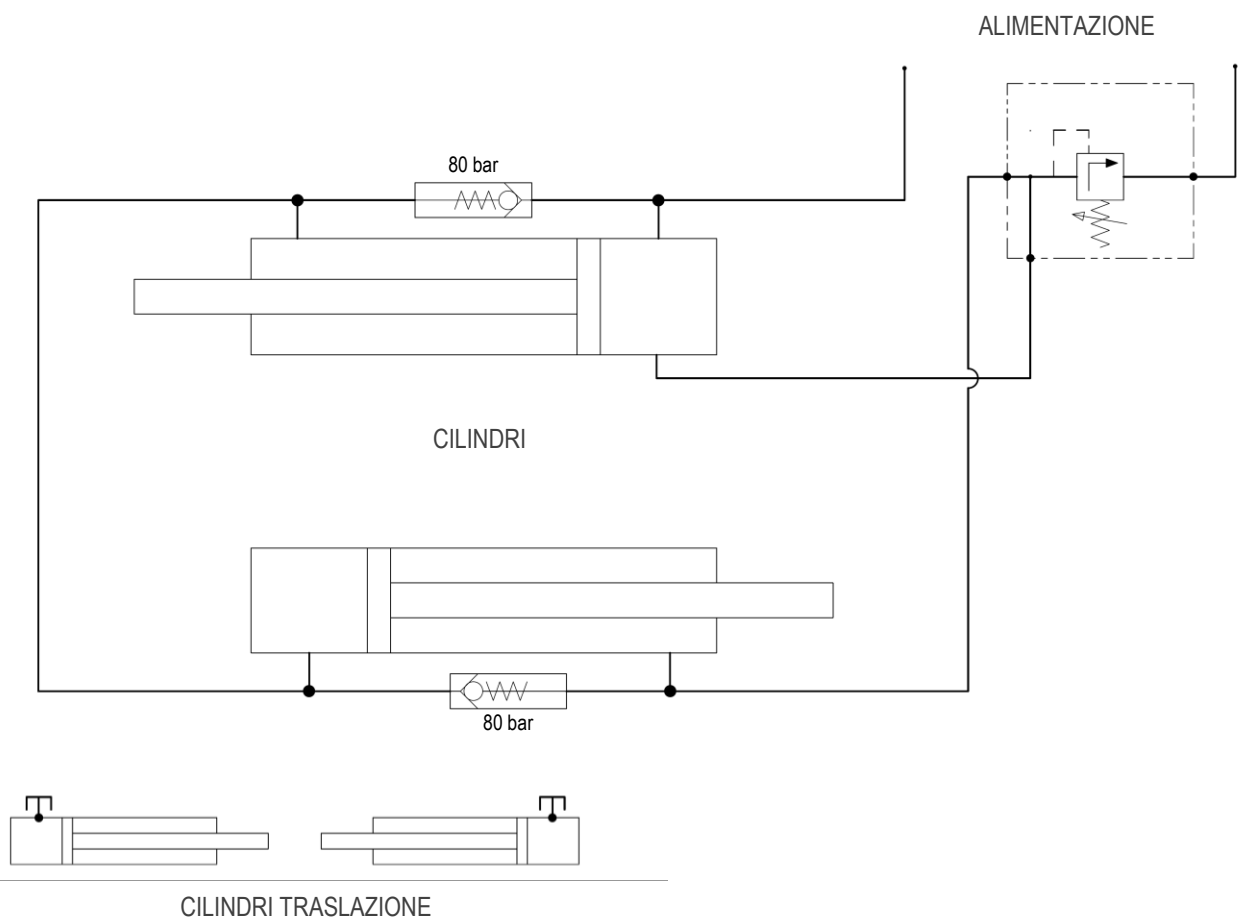 ALIMENTAZIONE
80 bar
CILINDRI
80 bar
CILINDRI TRASLAZIONE